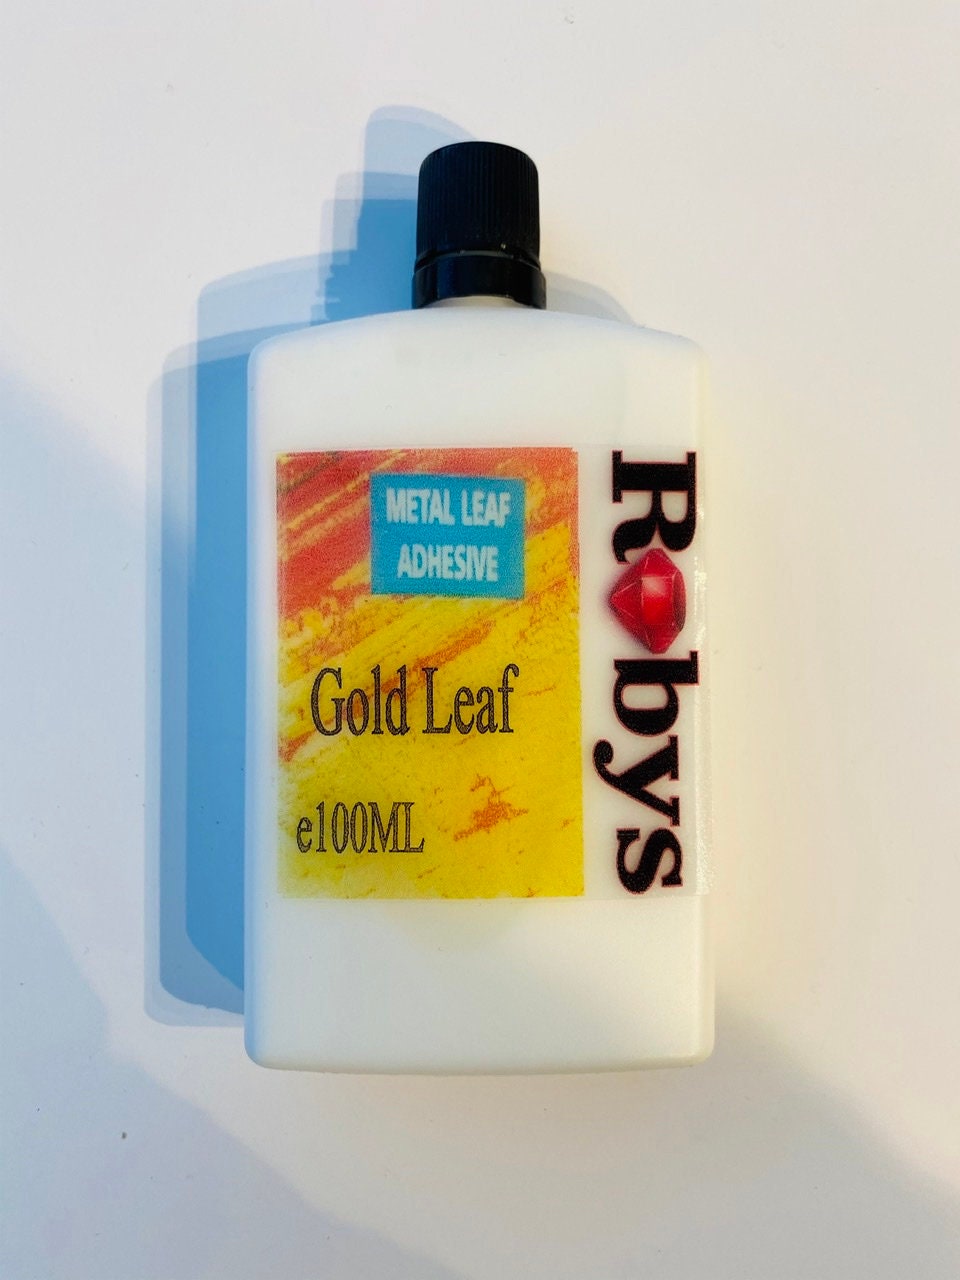 METAL LEAF
ADHESIVE
Gold Leaf
e100ML
Robys